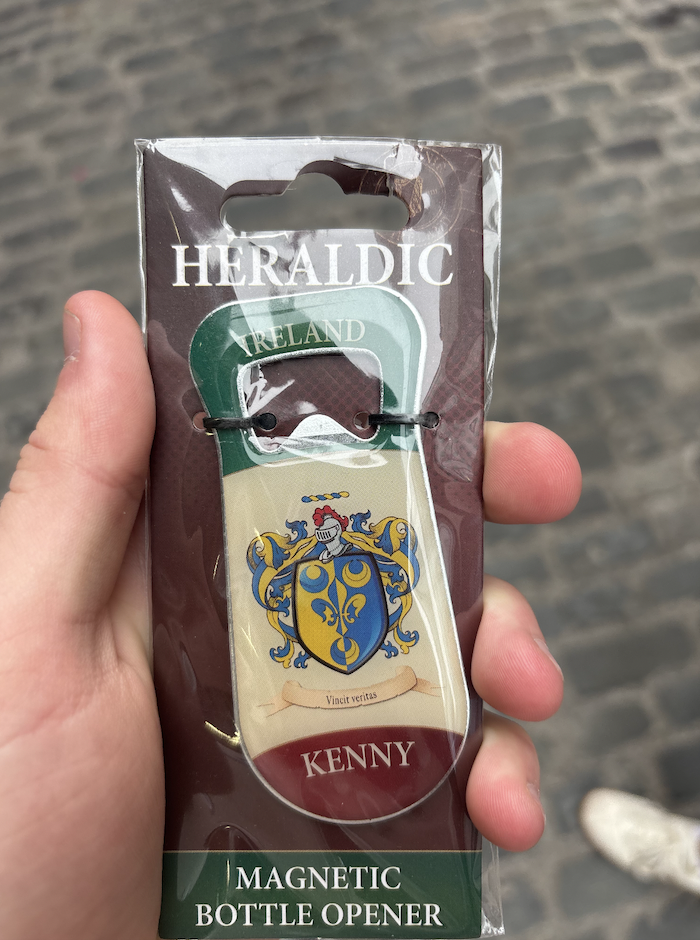 HERALDIC
IRELAND
Vincit veritas
KENNY
MAGNETIC
BOTTLE OPENER